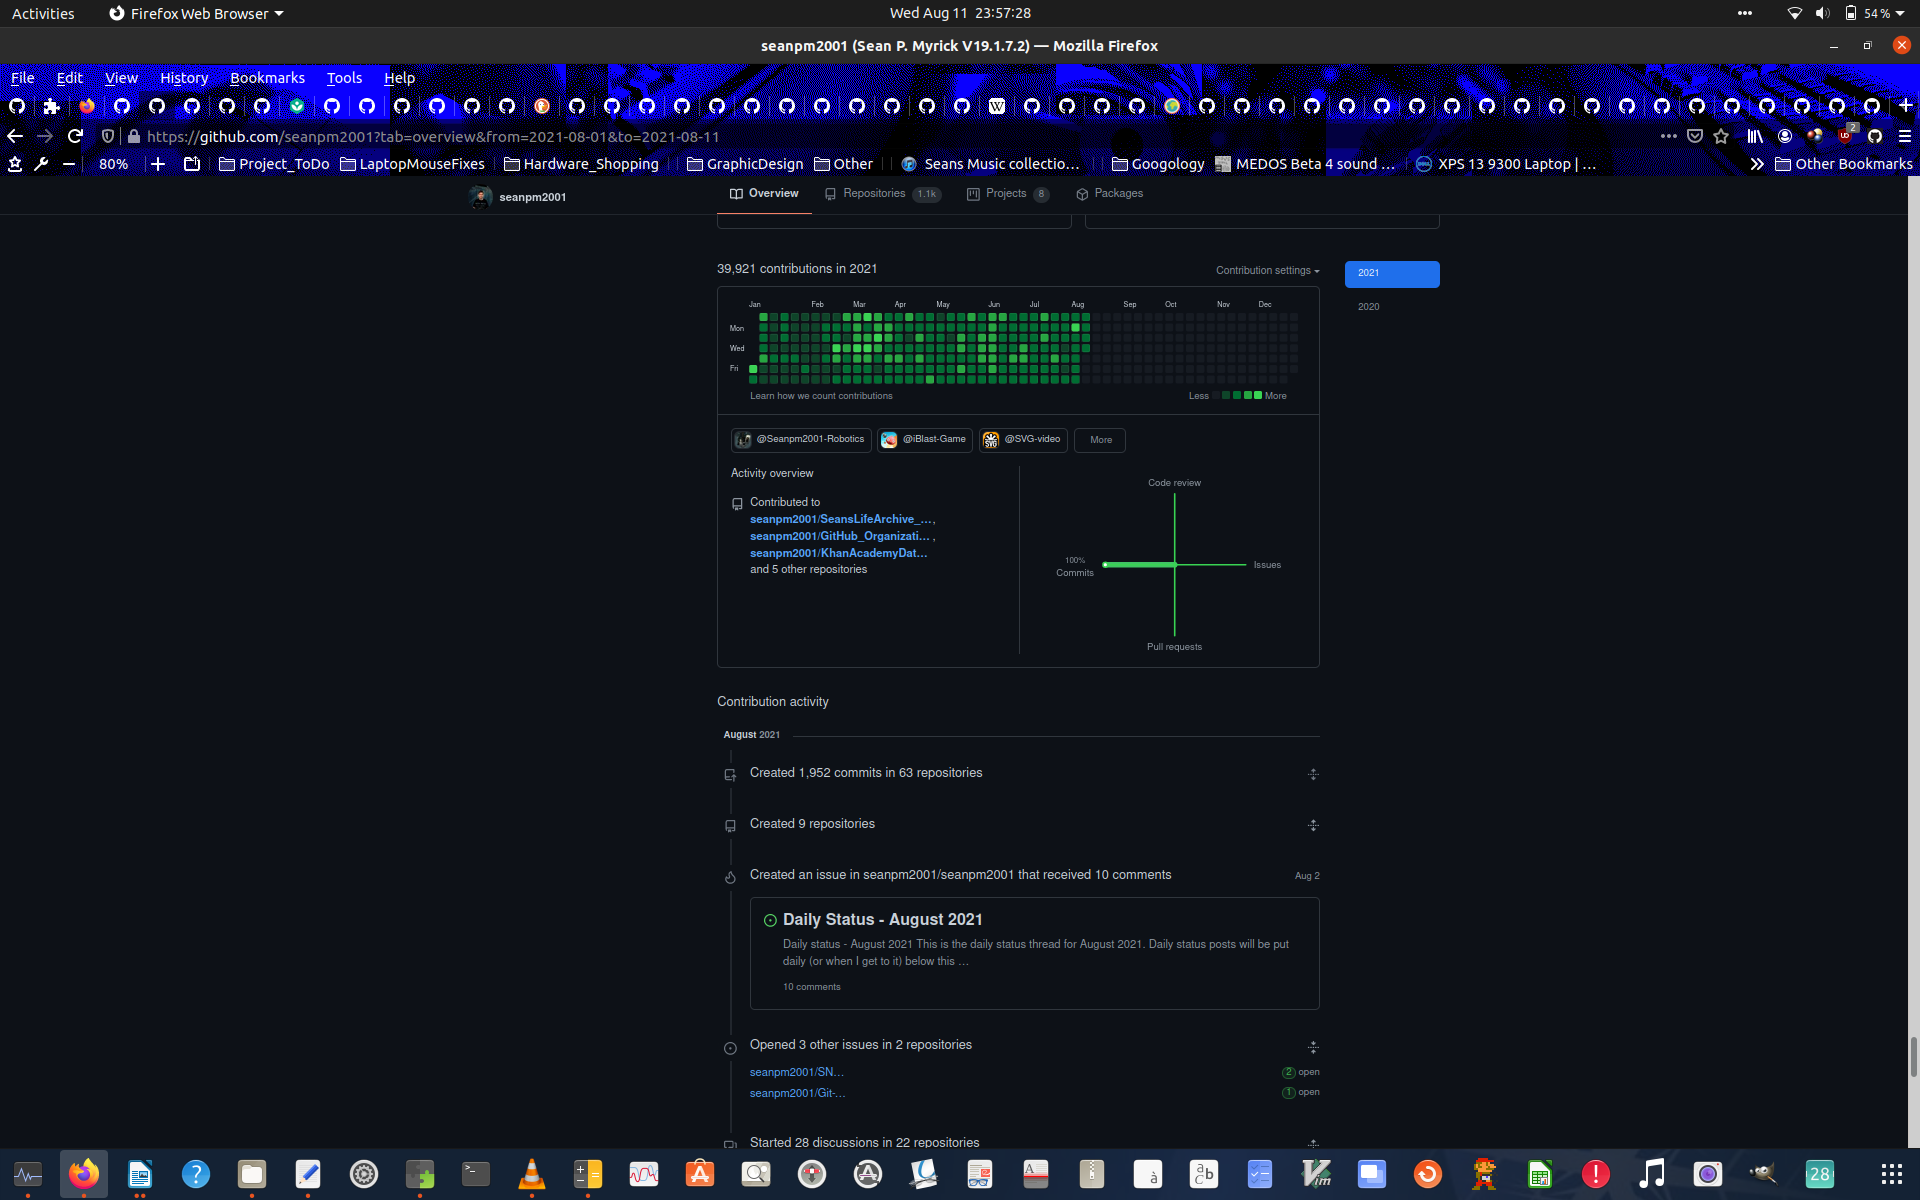 Activities
Firefox Web Browser
Wed Aug 11 23:57:28
54 %
seanpm2001 (Sean P. Myrick V19.1.7.2) — Mozilla Firefox
File Edit View History Bookmarks Tools Help
https://github.com/seanpm2001?tab=overview&from=2021-08-01&to=2021-08-11
2
80%
Project_ToDo
LaptopMouseFixes
Hardware_Shopping
GraphicDesign
Other
Seans Music collectio…
Googology
MEDOS Beta 4 sound …
XPS 13 9300 Laptop | …
Other Bookmarks
seanpm2001
Overview
Repositories 1.1k
Projects 8
Packages
39,921 contributions in 2021
Contribution settings
2021
2020
Jan Feb Mar Apr May Jun Jul Aug Sep Oct Nov Dec
Mon
Wed
Fri
Learn how we count contributions
Less More
@Seanpm2001-Robotics
@iBlast-Game
@SVG-video
More
Activity overview
Contributed to
seanpm2001/SeansLifeArchive_…,
seanpm2001/GitHub_Organizati… ,
seanpm2001/KhanAcademyDat…
and 5 other repositories
Code review
100%
Commits
Issues
Pull requests
Contribution activity
August 2021
Created 1,952 commits in 63 repositories
Created 9 repositories
Created an issue in seanpm2001/seanpm2001 that received 10 comments
Aug 2
Daily Status - August 2021
Daily status - August 2021 This is the daily status thread for August 2021. Daily status posts will be put
daily (or when I get to it) below this …
10 comments
Opened 3 other issues in 2 repositories
seanpm2001/SN…
2 open
seanpm2001/Git-…
1 open
Started 28 discussions in 22 repositories
28